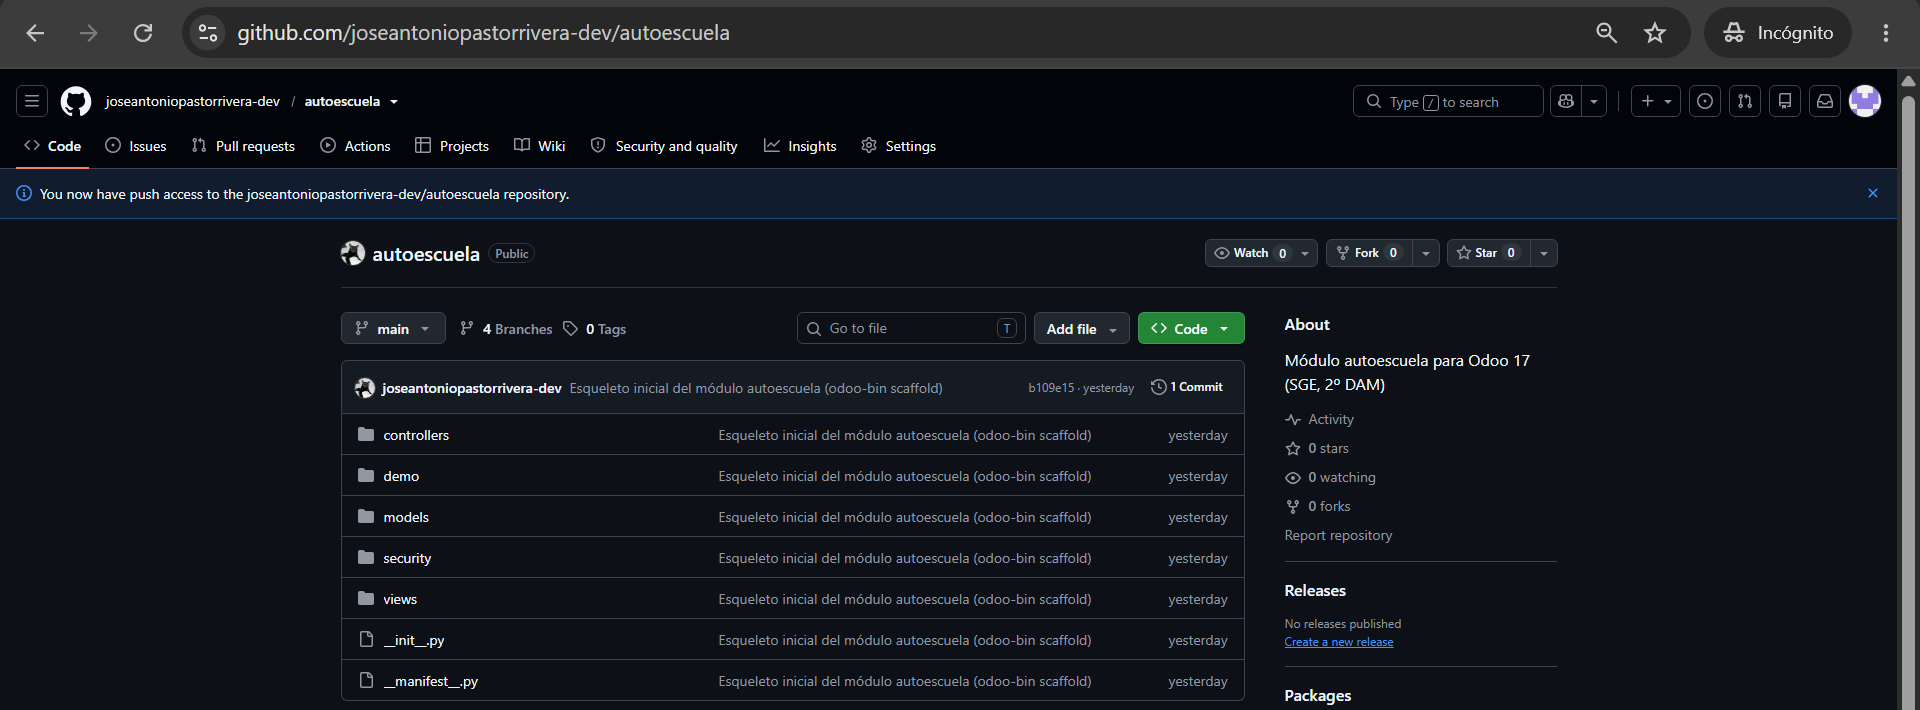 github.com/joseantoniopastorrivera-dev/autoescuela
Incógnito
joseantoniopastorrivera-dev / autoescuela
Type / to search
Code Issues Pull requests Actions Projects Wiki Security and quality Insights Settings
You now have push access to the joseantoniopastorrivera-dev/autoescuela repository.
autoescuela Public
Watch 0 Fork 0 Star 0
main 4 Branches 0 Tags Go to file T Add file Code
joseantoniopastorrivera-dev Esqueleto inicial del módulo autoescuela (odoo-bin scaffold) b109e15 · yesterday 1 Commit
controllers Esqueleto inicial del módulo autoescuela (odoo-bin scaffold) yesterday
demo Esqueleto inicial del módulo autoescuela (odoo-bin scaffold) yesterday
models Esqueleto inicial del módulo autoescuela (odoo-bin scaffold) yesterday
security Esqueleto inicial del módulo autoescuela (odoo-bin scaffold) yesterday
views Esqueleto inicial del módulo autoescuela (odoo-bin scaffold) yesterday
__init__.py Esqueleto inicial del módulo autoescuela (odoo-bin scaffold) yesterday
__manifest__.py Esqueleto inicial del módulo autoescuela (odoo-bin scaffold) yesterday
About
Módulo autoescuela para Odoo 17
(SGE, 2º DAM)
Activity
0 stars
0 watching
0 forks
Report repository
Releases
No releases published
Create a new release
Packages